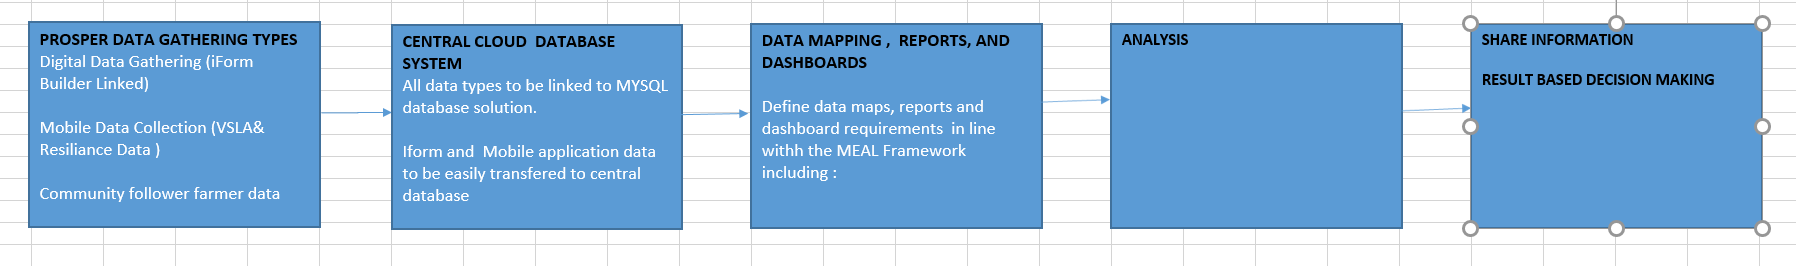 PROSPER DATA GATHERING TYPES
Digital Data Gathering (iForm
Builder Linked)
Mobile Data Collection (VSLA&
Resiliance Data )
Community follower farmer data
CENTRAL CLOUD  DATABASE
SYSTEM
All data types to be linked to MYSQL
database solution.
Iform and  Mobile application data
to be easily transfered to central
database
DATA MAPPING ,  REPORTS, AND
DASHBOARDS
Define data maps, reports and
dashboard requirements  in line
withh the MEAL Framework
including :
ANALYSIS
SHARE INFORMATION
RESULT BASED DECISION MAKING